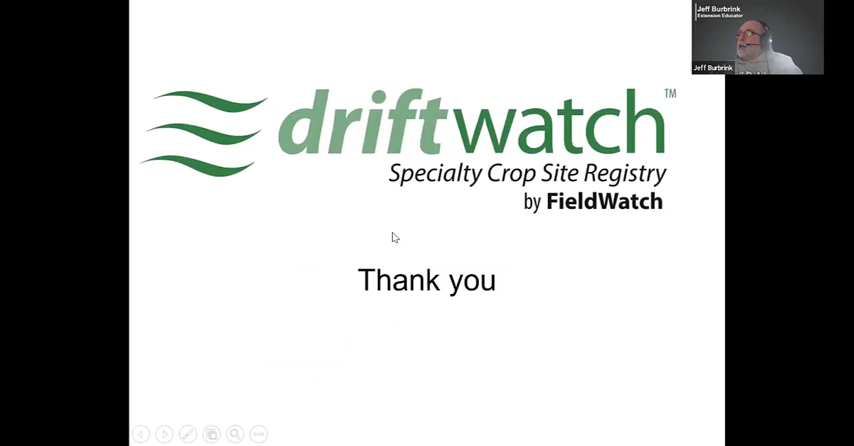 Jeff Burbrink
Extension Educator
Jeff Burbrink
driftwatch™
Specialty Crop Site Registry
by FieldWatch
Thank you